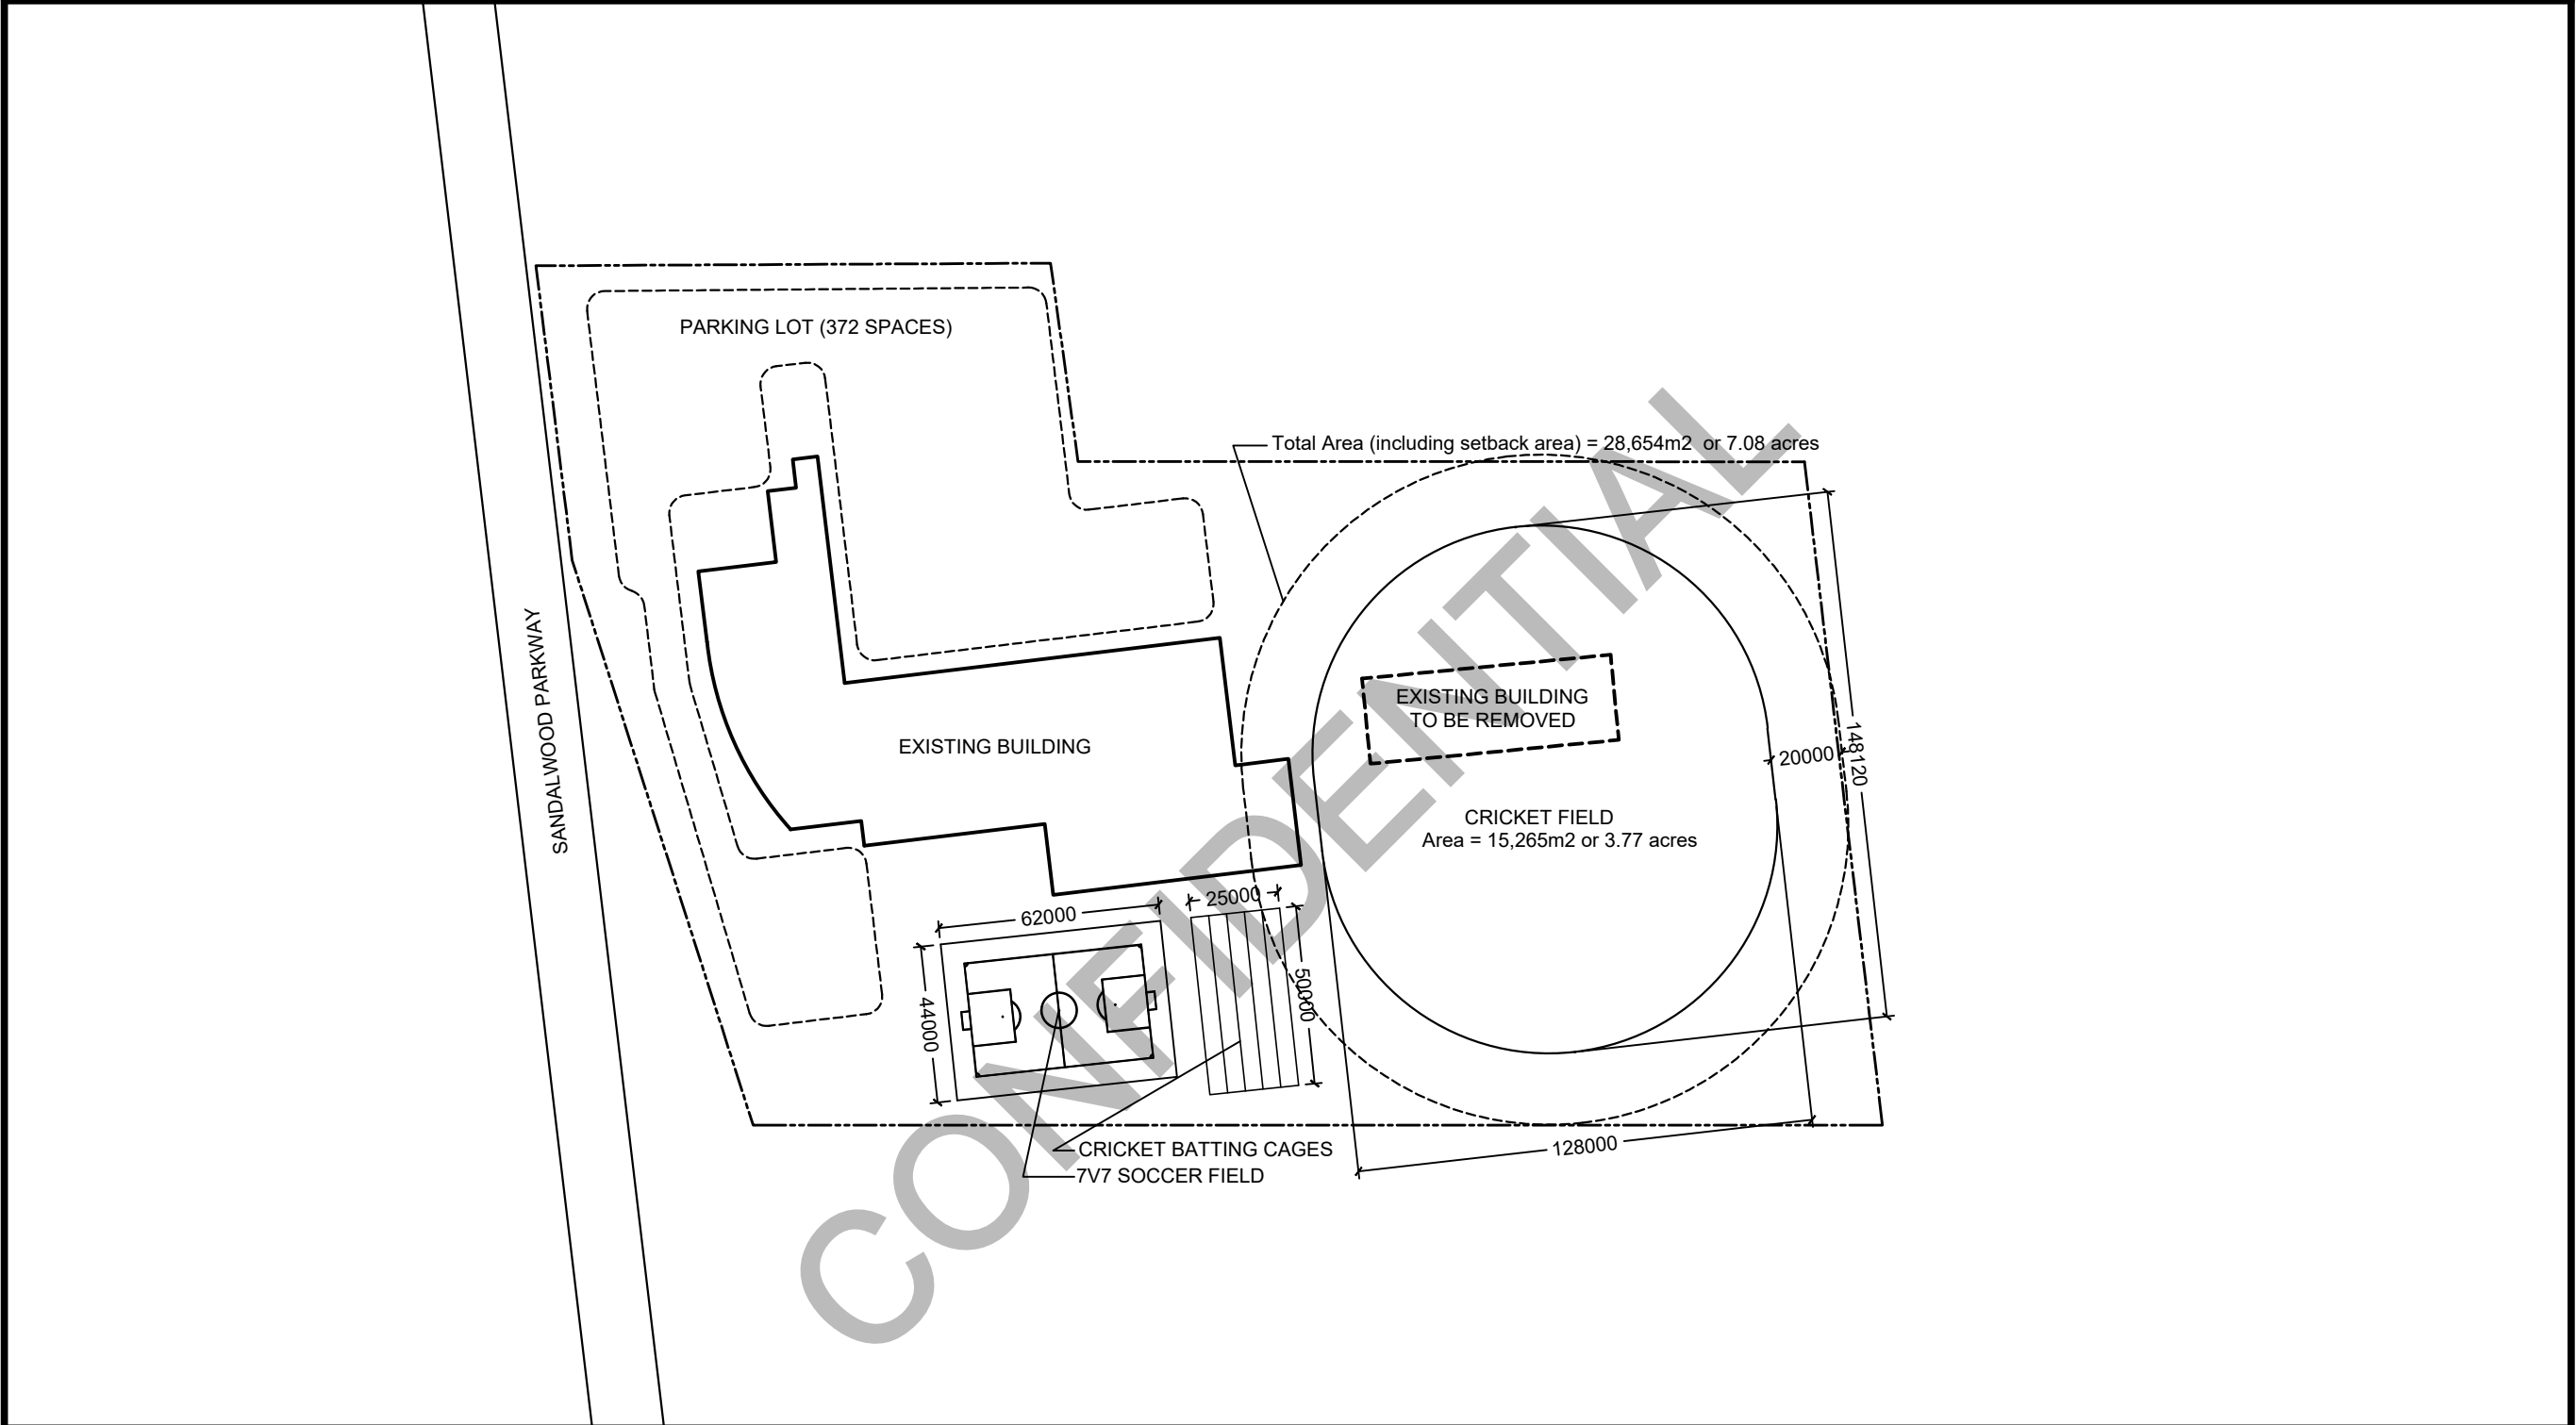 PARKING LOT (372 SPACES)
Total Area (including setback area) = 28,654m2 or 7.08 acres
SANDALWOOD PARKWAY
EXISTING BUILDING
EXISTING BUILDING
TO BE REMOVED
20000
148120
CRICKET FIELD
Area = 15,265m2 or 3.77 acres
62000
25000
44000
50000
128000
CRICKET BATTING CAGES
7V7 SOCCER FIELD
CONFIDENTIAL